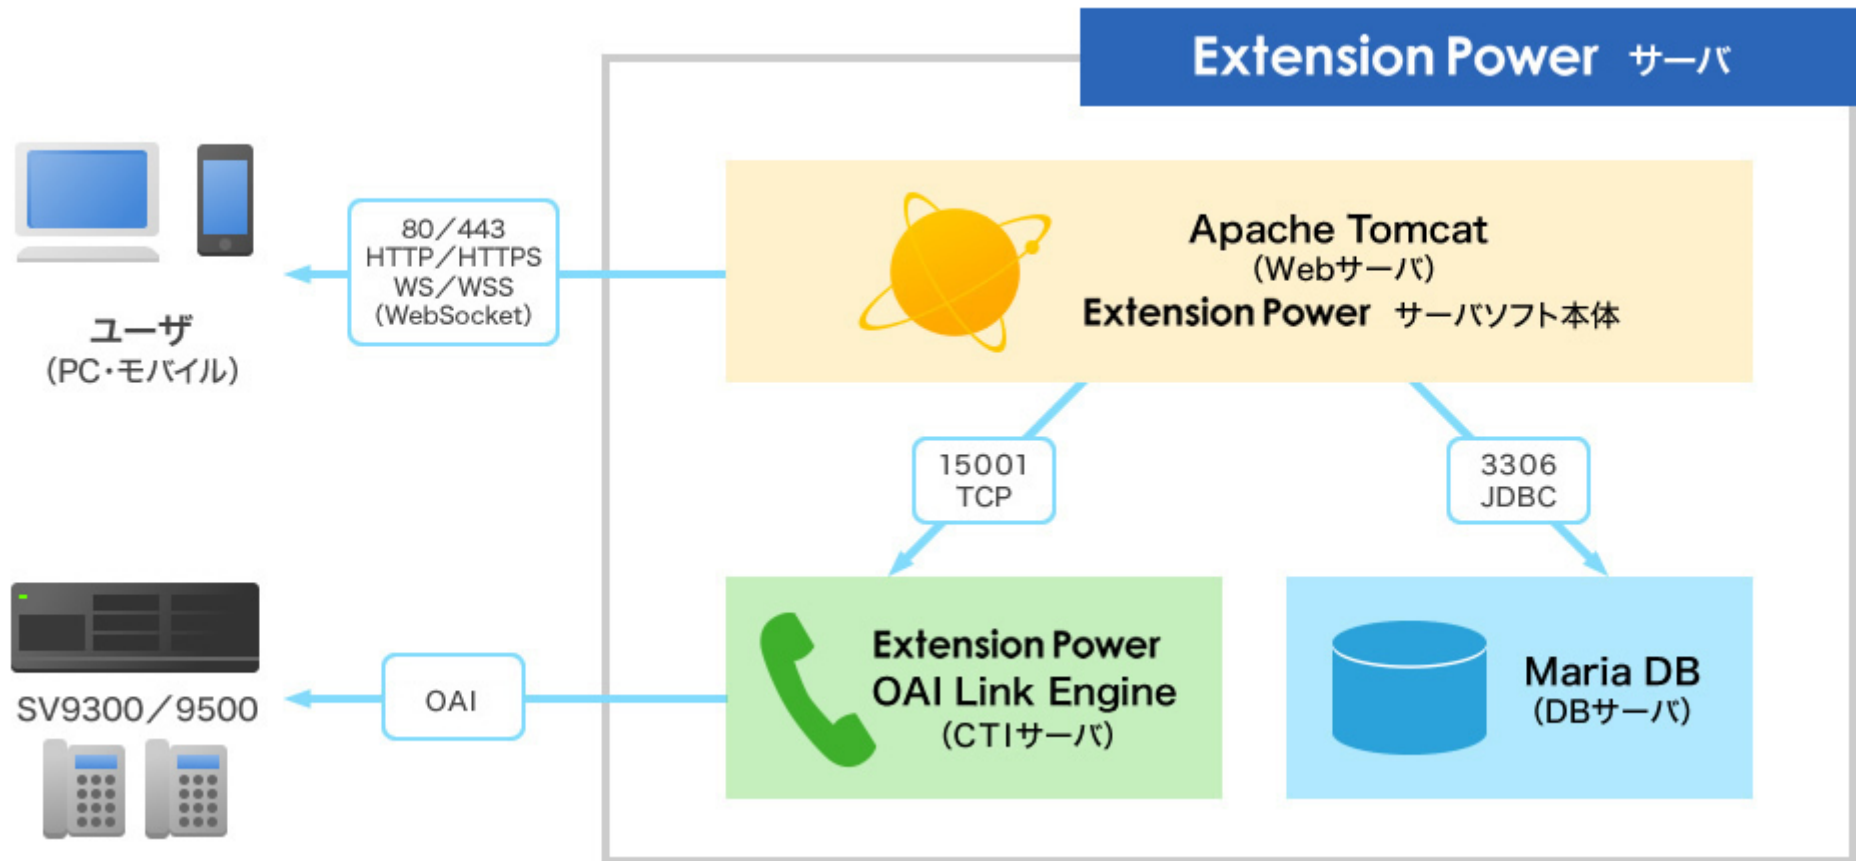 Extension Power サーバ
80／443
HTTP／HTTPS
WS／WSS
(WebSocket)
ユーザ
(PC・モバイル)
Apache Tomcat
(Webサーバ)
Extension Power サーバソフト本体
15001
TCP
3306
JDBC
SV9300／9500
OAI
Extension Power
OAI Link Engine
(CTIサーバ)
Maria DB
(DBサーバ)